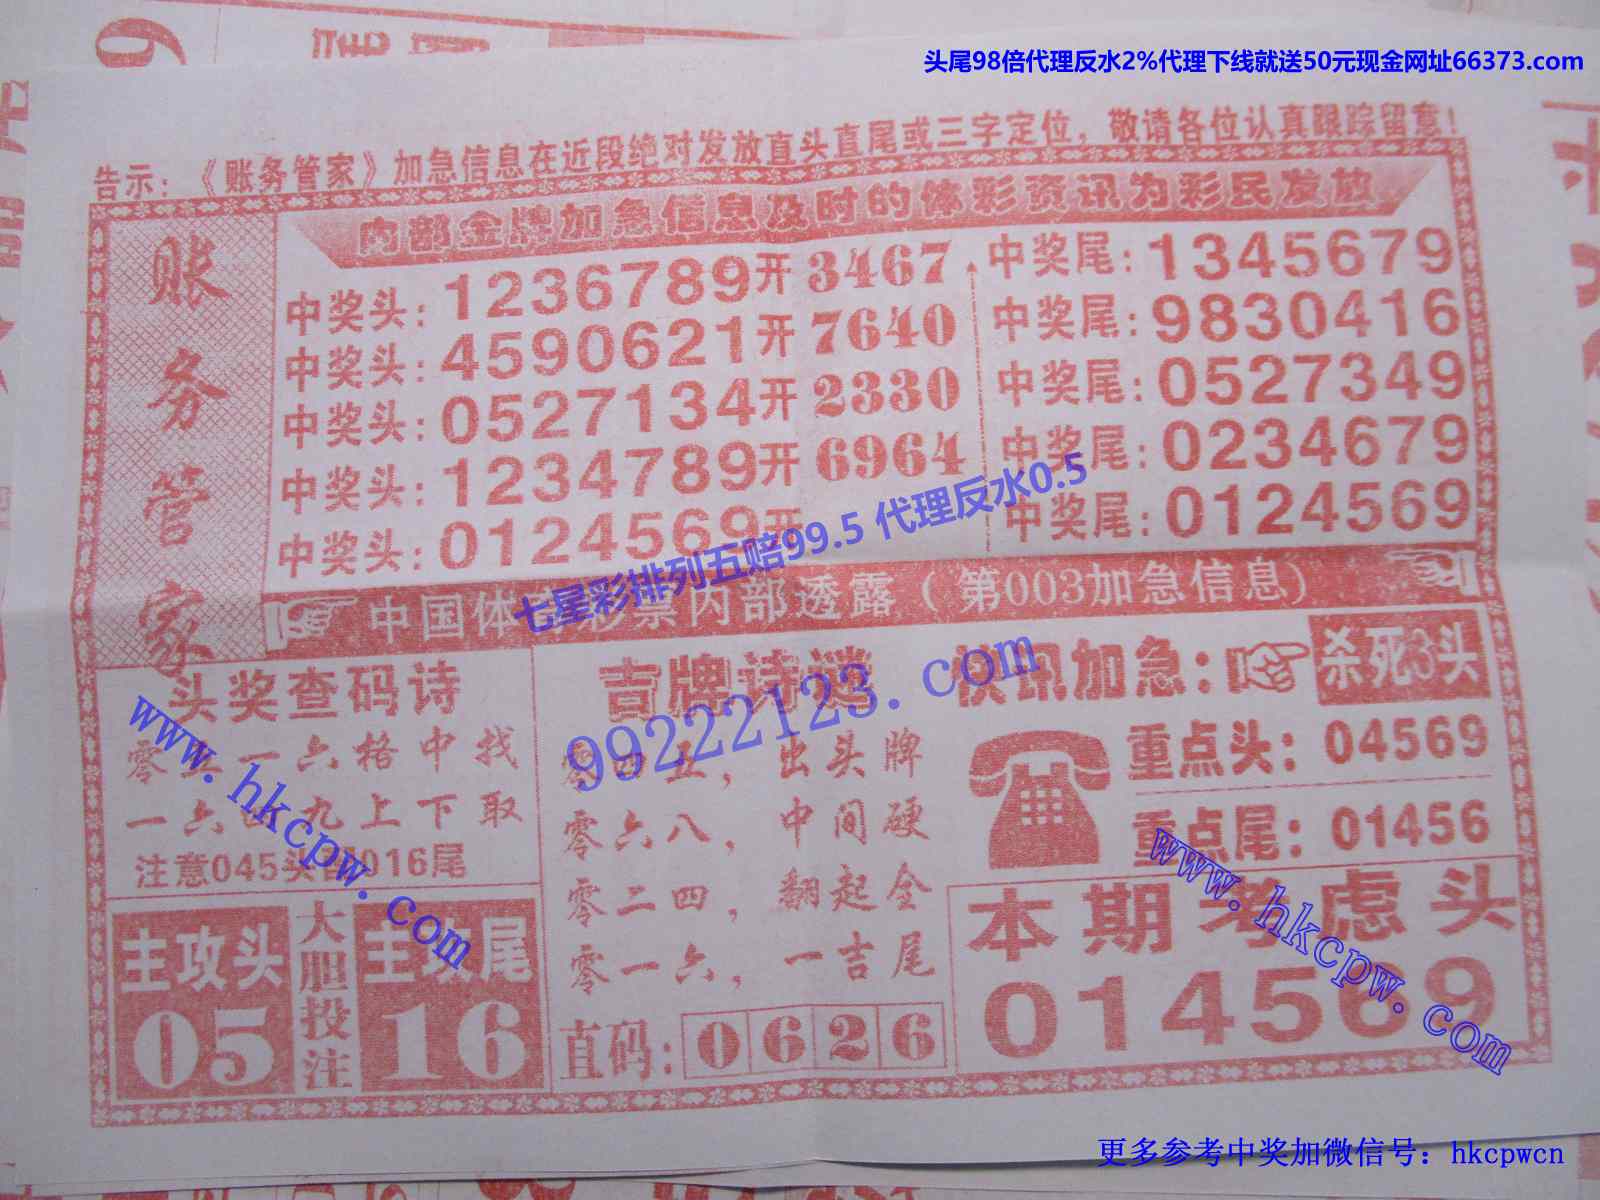 头尾98倍代理反水2%代理下线就送50元现金网址66373.com
告示：《账务管家》加急信息在近段绝对发放直头直尾或三字定位，敬请各位认真跟踪留意！
内部金牌加急信息及时的体彩资讯为彩民发放
账务管家
中奖头：1236789开3467 中奖尾：1345679
中奖头：4590621开7640 中奖尾：9830416
中奖头：0527134开2330 中奖尾：0527349
中奖头：1234789开6964 中奖尾：0234679
中奖头：0124569开 中奖尾：0124569
七星彩排列五赔99.5 代理反水0.5
中国体育彩票内部透露（第003加急信息)
头奖查码诗
零五一六格中找
一六四九上下取
注意045头看016尾
吉牌诗谜
99222123.com
零四五，出头牌
零六八，中间硬
零二四，翻起全
零一六，一吉尾
直码：0626
快讯加急：杀死3头
重点头：04569
重点尾：01456
主攻头
05
大胆投注
主攻尾
16
本期考虑头
014569
www.hkcpw.com
www.hkcpw.com
更多参考中奖加微信号：hkcpwcn